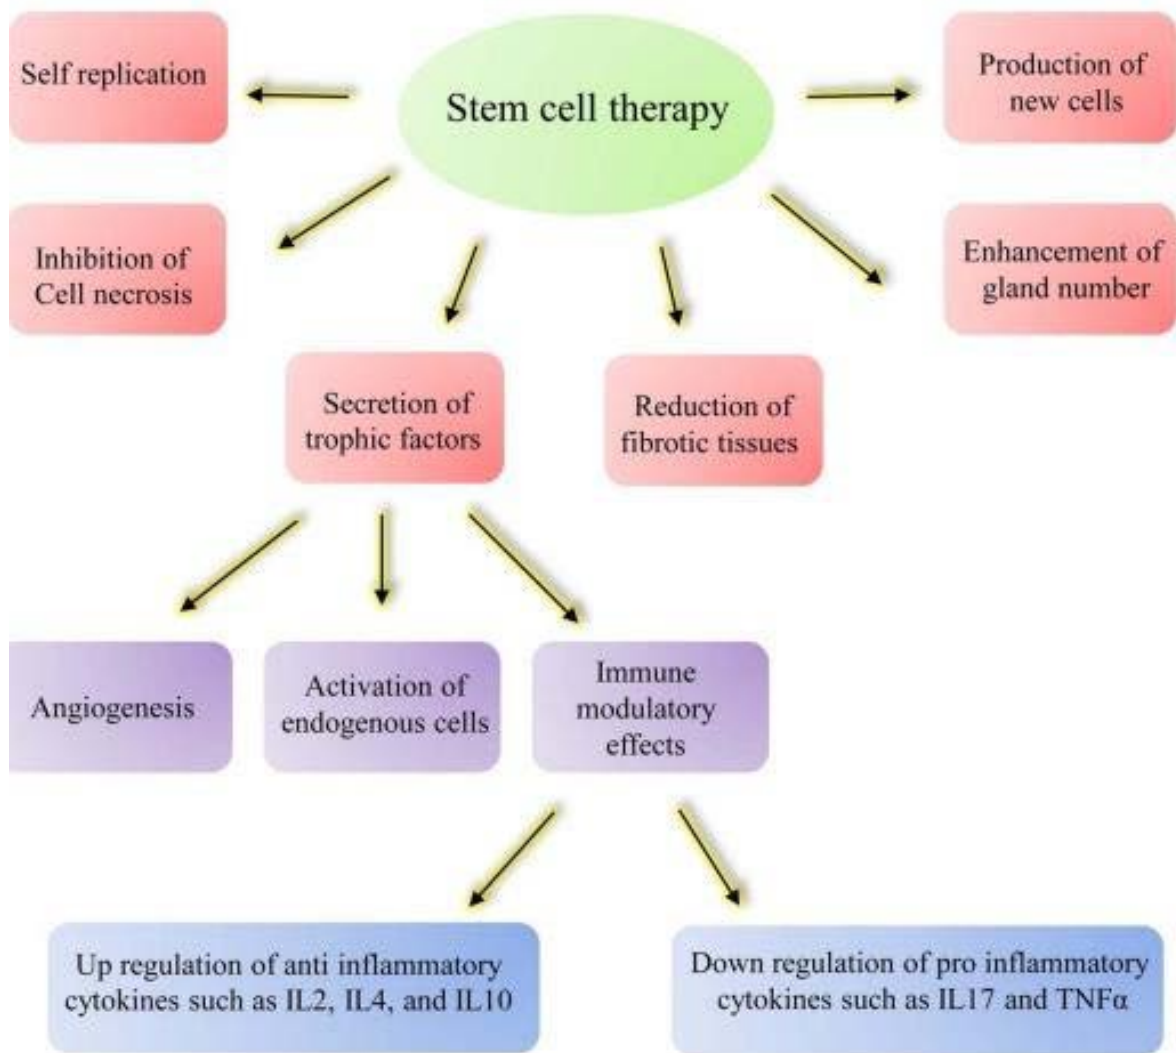 Stem cell therapy
Self replication
Production of
new cells
Inhibition of
Cell necrosis
Enhancement of
gland number
Secretion of
trophic factors
Reduction of
fibrotic tissues
Angiogenesis
Activation of
endogenous cells
Immune
modulatory
effects
Up regulation of anti inflammatory
cytokines such as IL2, IL4, and IL10
Down regulation of pro inflammatory
cytokines such as IL17 and TNFα